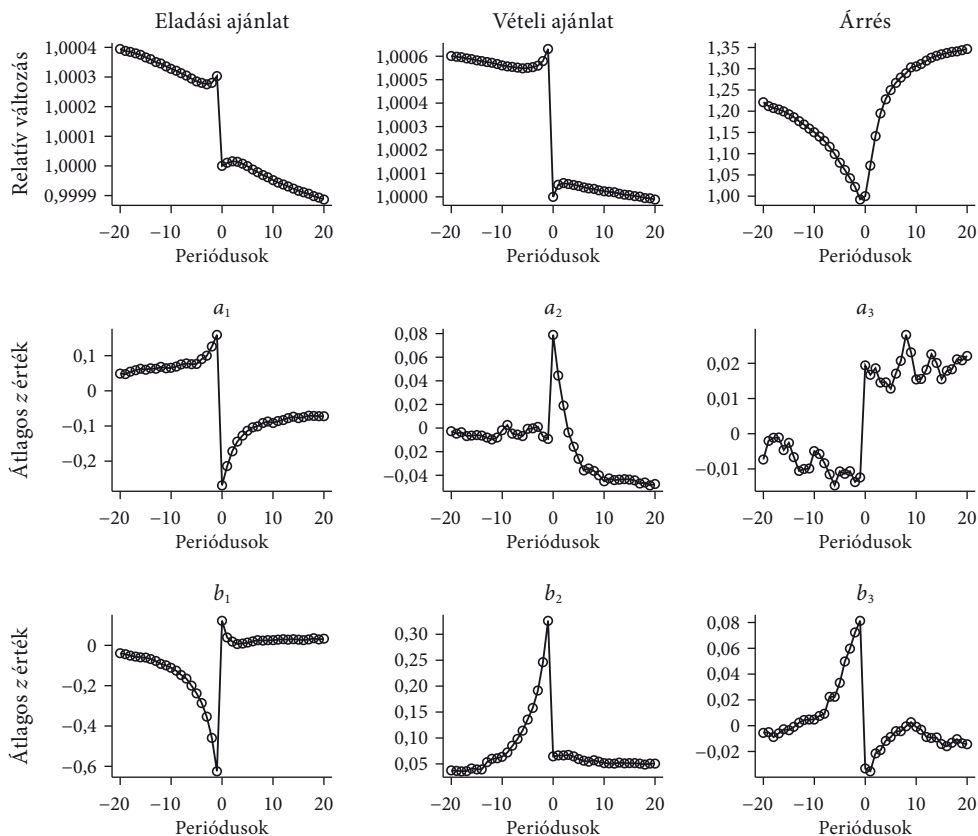 Eladási ajánlat Vételi ajánlat Árrés
Relatív változás
1,0004
1,0003
1,0002
1,0001
1,0000
0,9999
−20 −10 0 10 20
Periódusok
1,0006
1,0005
1,0004
1,0003
1,0002
1,0001
1,0000
−20 −10 0 10 20
Periódusok
1,35
1,30
1,25
1,20
1,15
1,10
1,05
1,00
−20 −10 0 10 20
Periódusok
a1 a2 a3
Átlagos z érték
0,1
0
−0,1
−0,2
−20 −10 0 10 20
Periódusok
0,08
0,06
0,04
0,02
0
−0,02
−0,04
−20 −10 0 10 20
Periódusok
0,02
0,01
0
−0,01
−20 −10 0 10 20
Periódusok
b1 b2 b3
Átlagos z érték
0
−0,2
−0,4
−0,6
−20 −10 0 10 20
Periódusok
0,30
0,25
0,20
0,15
0,10
0,05
−20 −10 0 10 20
Periódusok
0,08
0,06
0,04
0,02
0
−0,02
−20 −10 0 10 20
Periódusok